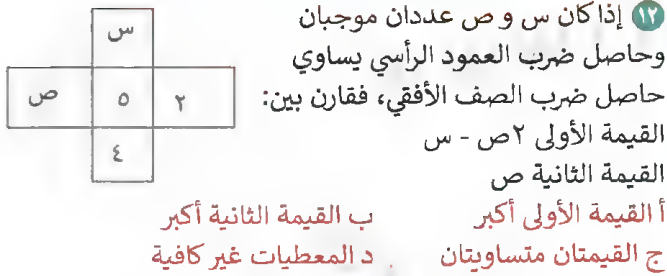 ١٢ إذا كان س و ص عددان موجبان
وحاصل ضرب العمود الرأسي يساوي
حاصل ضرب الصف الأفقي، فقارن بين:
القيمة الأولى ٢ص - س
القيمة الثانية ص
أ القيمة الأولى أكبر ب القيمة الثانية أكبر
ج القيمتان متساويتان د المعطيات غير كافية
س
٢ ٥ ص
٤